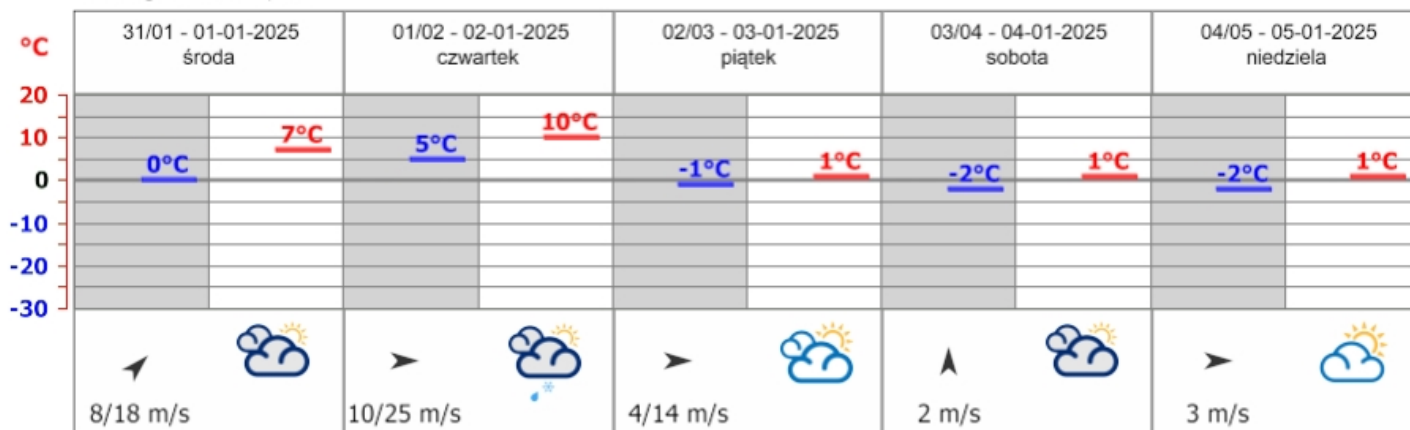 °C
31/01 - 01-01-2025
środa
01/02 - 02-01-2025
czwartek
02/03 - 03-01-2025
piątek
03/04 - 04-01-2025
sobota
04/05 - 05-01-2025
niedziela
20
10
0
-10
-20
-30
0°C
7°C
5°C
10°C
-1°C
1°C
-2°C
1°C
-2°C
1°C
8/18 m/s
10/25 m/s
4/14 m/s
2 m/s
3 m/s